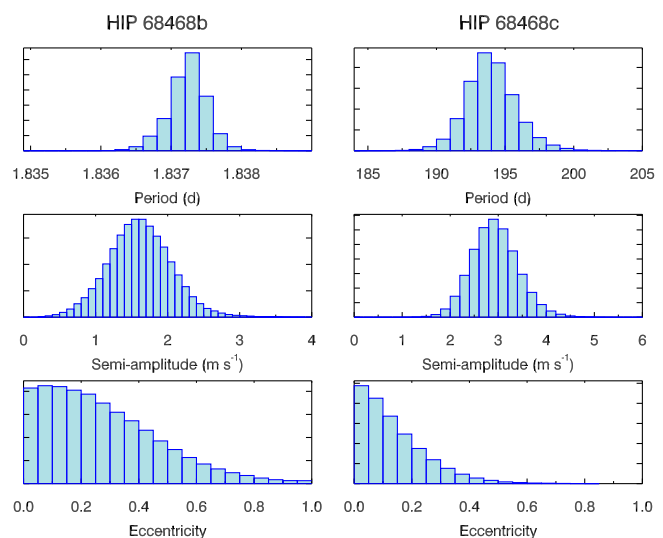 HIP 68468b HIP 68468c
1.835 1.836 1.837 1.838 185 190 195 200 205
Period (d) Period (d)
0 1 2 3 4 0 1 2 3 4 5 6
Semi-amplitude (m s⁻¹) Semi-amplitude (m s⁻¹)
0.0 0.2 0.4 0.6 0.8 1.0 0.0 0.2 0.4 0.6 0.8 1.0
Eccentricity Eccentricity